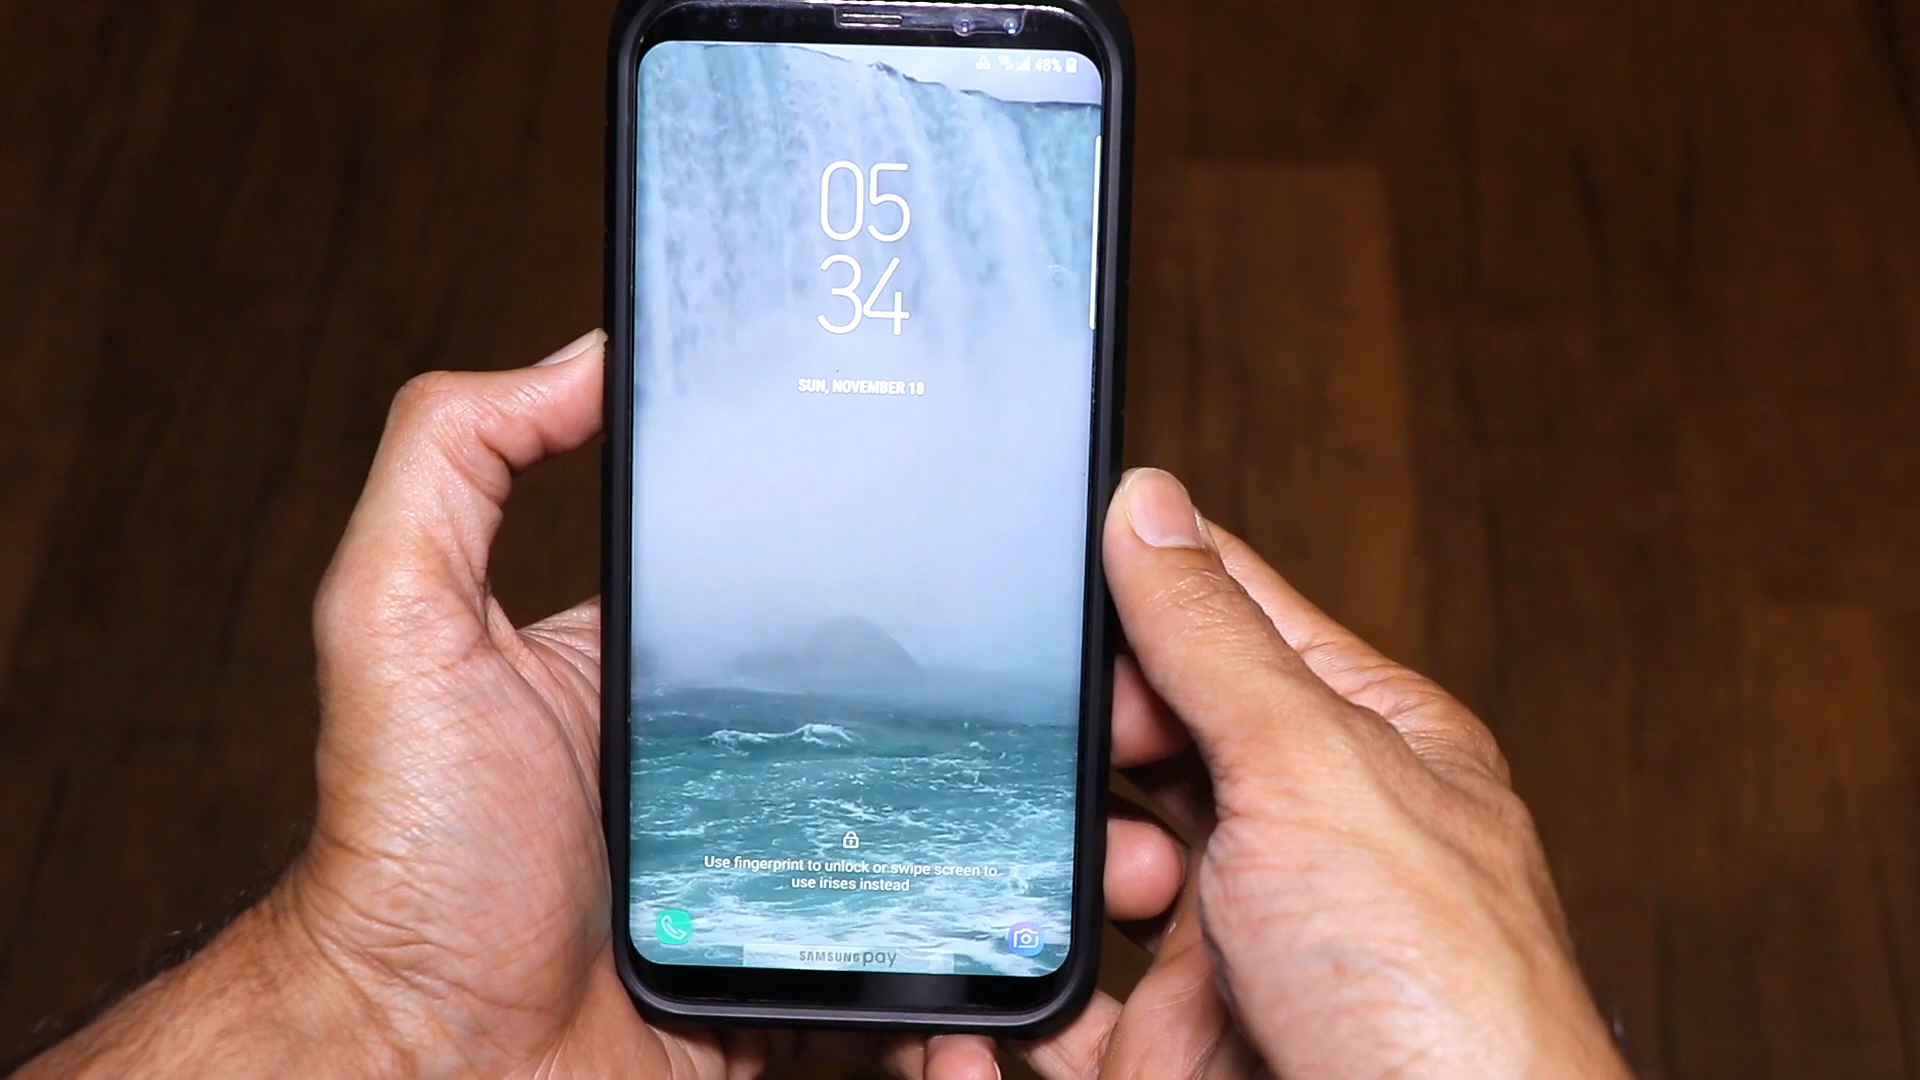 48%
05
34
SUN, NOVEMBER 18
Use fingerprint to unlock or swipe screen to
use irises instead
SAMSUNG pay